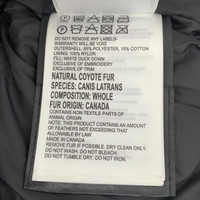 DO NOT REMOVE ANY LABELS-
WARRANTY WILL BE VOID
OUTERSHELL: 85% POLYESTER, 15% COTTON
LINING: 100% NYLON
FILL: WHITE DUCK DOWN
EXCLUSIVE OF EMBROIDERY
EXCLUSIVE OF TRIM
NATURAL COYOTE FUR
SPECIES: CANIS LATRANS
COMPOSITION: WHOLE
FUR ORIGIN: CANADA
CONTAINS NON-TEXTILE PARTS OF
ANIMAL ORIGIN
NOTE: THIS PRODUCT CONTAINS AN AMOUNT
OF FEATHERS NOT EXCEEDING THAT
ALLOWABLE BY LAW
MADE IN CANADA.
REMOVE FUR IF POSSIBLE. DRY CLEAN ONLY.
DO NOT WASH. DO NOT BLEACH.
DO NOT TUMBLE DRY. DO NOT IRON.